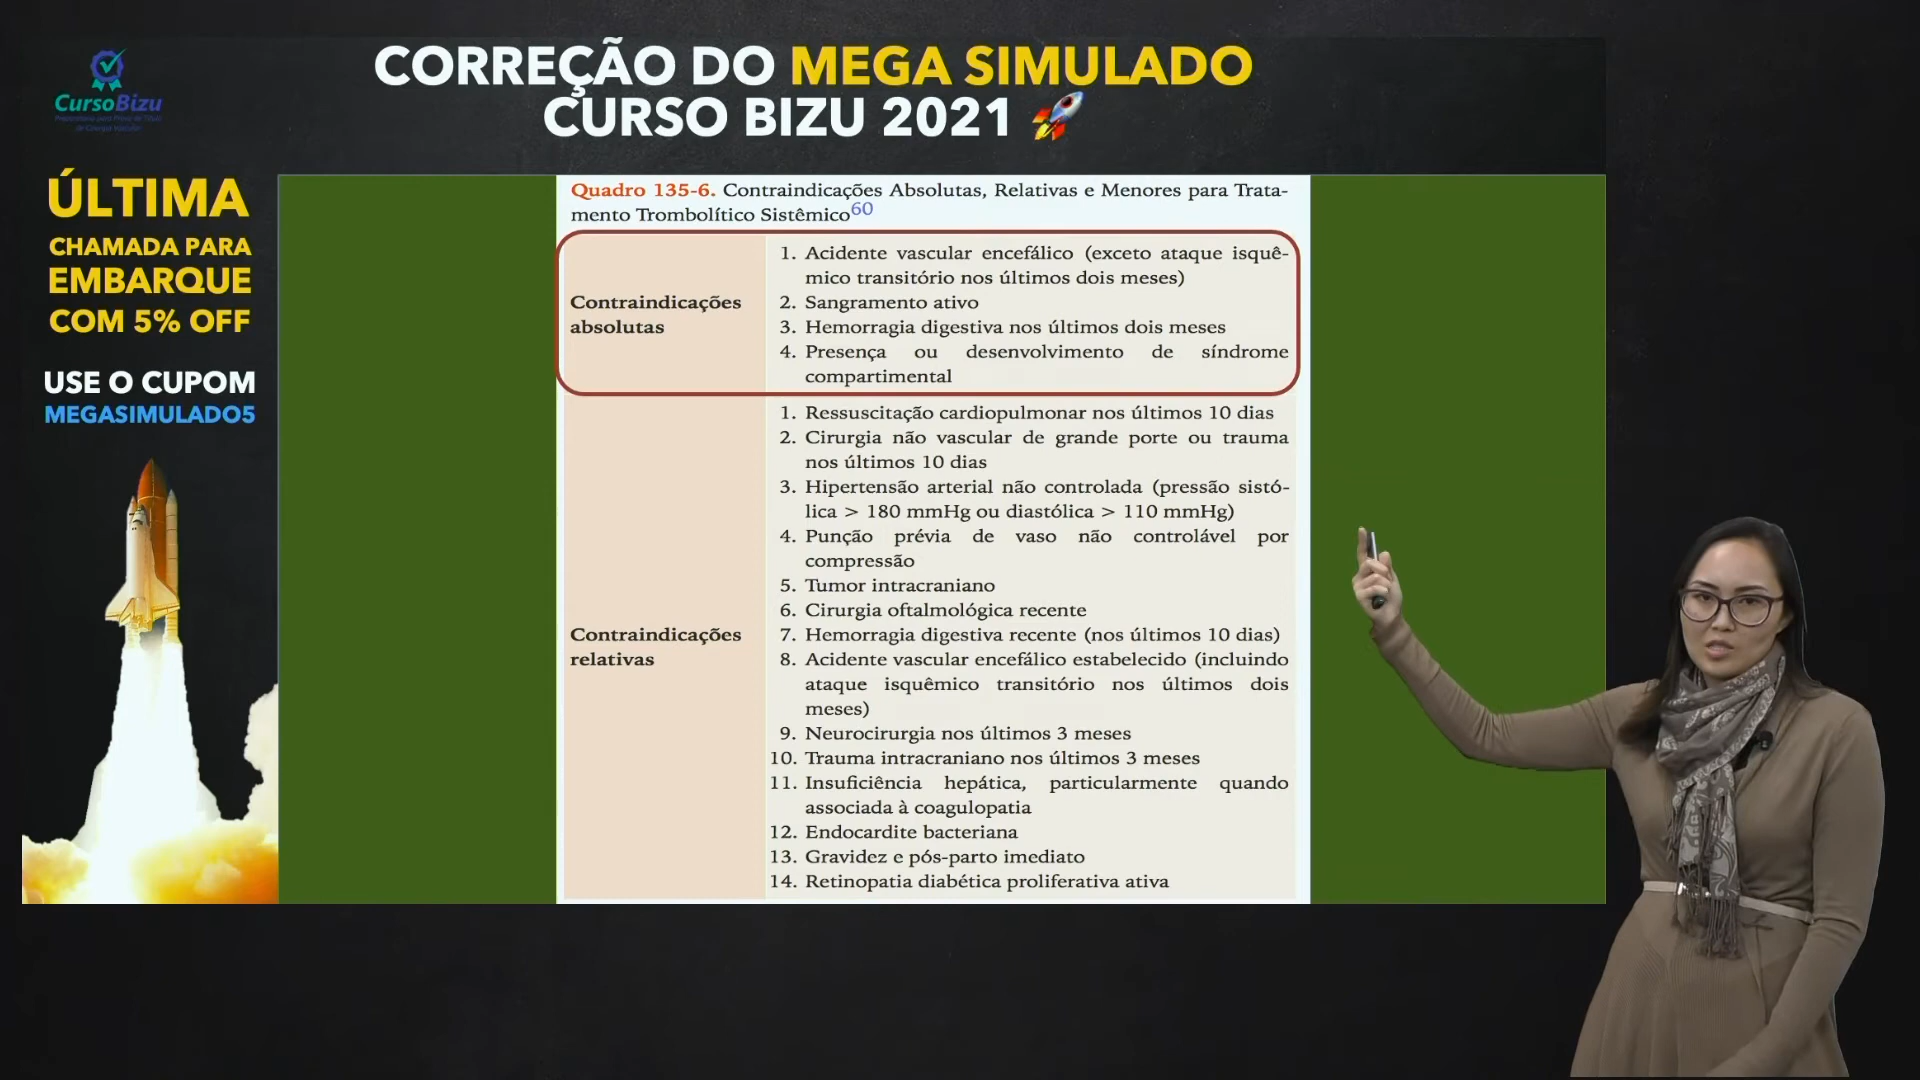 CORREÇÃO DO MEGA SIMULADO
CURSO BIZU 2021
CursoBizu
ÚLTIMA
CHAMADA PARA
EMBARQUE
COM 5% OFF
USE O CUPOM
MEGASIMULADO5
Quadro 135-6. Contraindicações Absolutas, Relativas e Menores para Trata-
mento Trombolítico Sistêmico60
Contraindicações
absolutas
1. Acidente vascular encefálico (exceto ataque isquê-
mico transitório nos últimos dois meses)
2. Sangramento ativo
3. Hemorragia digestiva nos últimos dois meses
4. Presença ou desenvolvimento de síndrome
compartimental
Contraindicações
relativas
1. Ressuscitação cardiopulmonar nos últimos 10 dias
2. Cirurgia não vascular de grande porte ou trauma
nos últimos 10 dias
3. Hipertensão arterial não controlada (pressão sistó-
lica > 180 mmHg ou diastólica > 110 mmHg)
4. Punção prévia de vaso não controlável por
compressão
5. Tumor intracraniano
6. Cirurgia oftalmológica recente
7. Hemorragia digestiva recente (nos últimos 10 dias)
8. Acidente vascular encefálico estabelecido (incluindo
ataque isquêmico transitório nos últimos dois
meses)
9. Neurocirurgia nos últimos 3 meses
10. Trauma intracraniano nos últimos 3 meses
11. Insuficiência hepática, particularmente quando
associada à coagulopatia
12. Endocardite bacteriana
13. Gravidez e pós-parto imediato
14. Retinopatia diabética proliferativa ativa